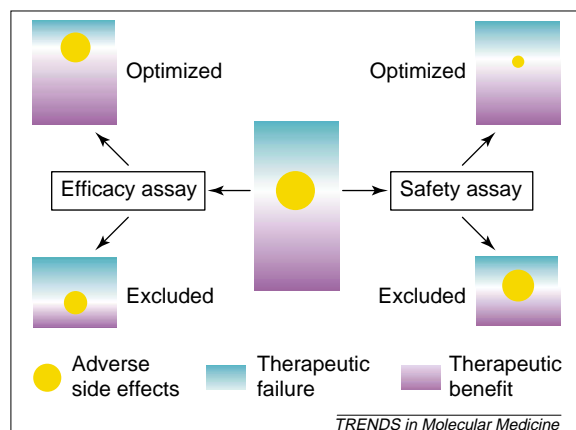 Optimized
Optimized
Efficacy assay
Safety assay
Excluded
Excluded
Adverse
side effects
Therapeutic
failure
Therapeutic
benefit
TRENDS in Molecular Medicine